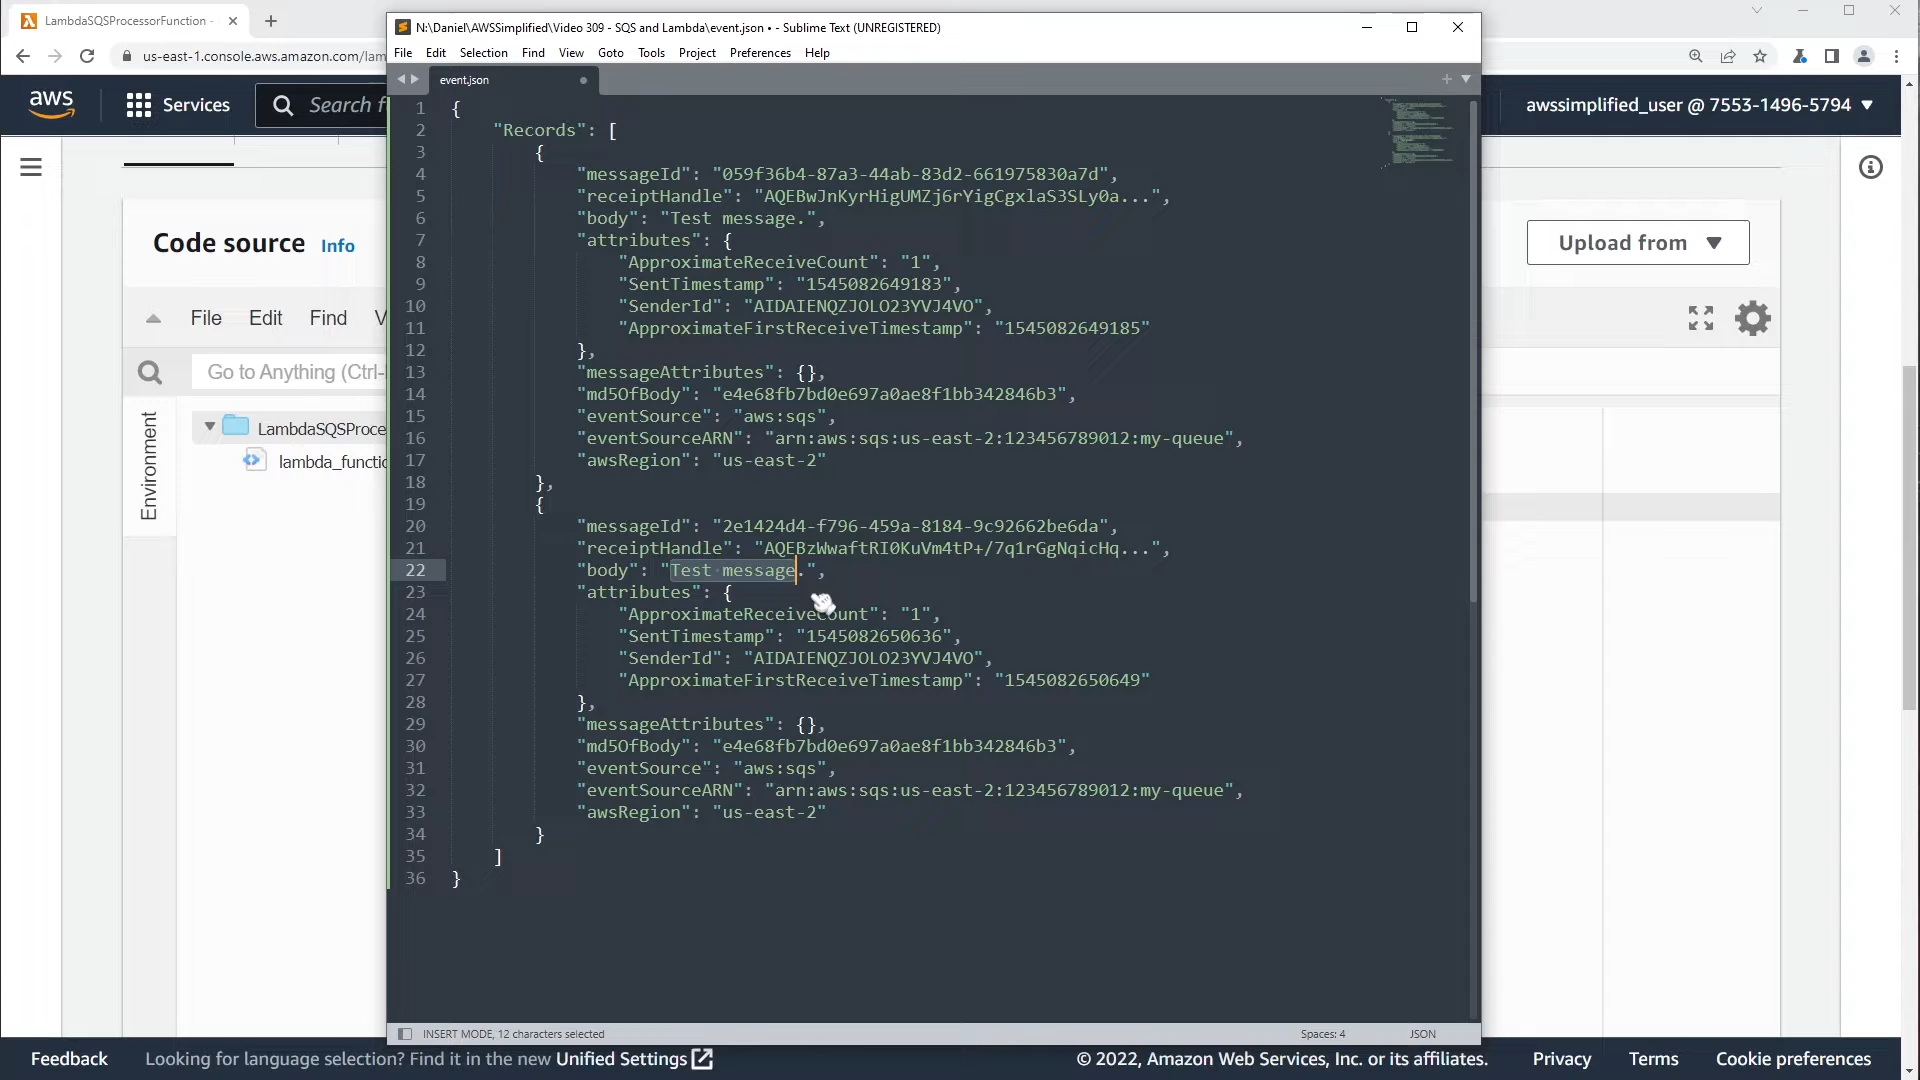 LambdaSQSProcessorFunction -
us-east-1.console.aws.amazon.com/lam
N:\Daniel\AWSSimplified\Video 309 - SQS and Lambda\event.json • - Sublime Text (UNREGISTERED)
File Edit Selection Find View Goto Tools Project Preferences Help
event.json
aws
Services
Search f
awssimplified_user @ 7553-1496-5794
Code source Info
Upload from
File Edit Find V
Go to Anything (Ctrl-
Environment
LambdaSQSProce
lambda_functio
1 {
2 "Records": [
3 {
4 "messageId": "059f36b4-87a3-44ab-83d2-661975830a7d",
5 "receiptHandle": "AQEBwJnKyrHigUMZj6rYigCgxlaS3SLy0a...",
6 "body": "Test message.",
7 "attributes": {
8 "ApproximateReceiveCount": "1",
9 "SentTimestamp": "1545082649183",
10 "SenderId": "AIDAIENQZJOLO23YVJ4VO",
11 "ApproximateFirstReceiveTimestamp": "1545082649185"
12 },
13 "messageAttributes": {},
14 "md5OfBody": "e4e68fb7bd0e697a0ae8f1bb342846b3",
15 "eventSource": "aws:sqs",
16 "eventSourceARN": "arn:aws:sqs:us-east-2:123456789012:my-queue",
17 "awsRegion": "us-east-2"
18 },
19 {
20 "messageId": "2e1424d4-f796-459a-8184-9c92662be6da",
21 "receiptHandle": "AQEBzWwaftRI0KuVm4tP+/7q1rGgNqicHq...",
22 "body": "Test message.",
23 "attributes": {
24 "ApproximateReceiveCount": "1",
25 "SentTimestamp": "1545082650636",
26 "SenderId": "AIDAIENQZJOLO23YVJ4VO",
27 "ApproximateFirstReceiveTimestamp": "1545082650649"
28 },
29 "messageAttributes": {},
30 "md5OfBody": "e4e68fb7bd0e697a0ae8f1bb342846b3",
31 "eventSource": "aws:sqs",
32 "eventSourceARN": "arn:aws:sqs:us-east-2:123456789012:my-queue",
33 "awsRegion": "us-east-2"
34 }
35 ]
36 }
INSERT MODE, 12 characters selected
Spaces: 4
JSON
Feedback
Looking for language selection? Find it in the new Unified Settings
© 2022, Amazon Web Services, Inc. or its affiliates.
Privacy
Terms
Cookie preferences